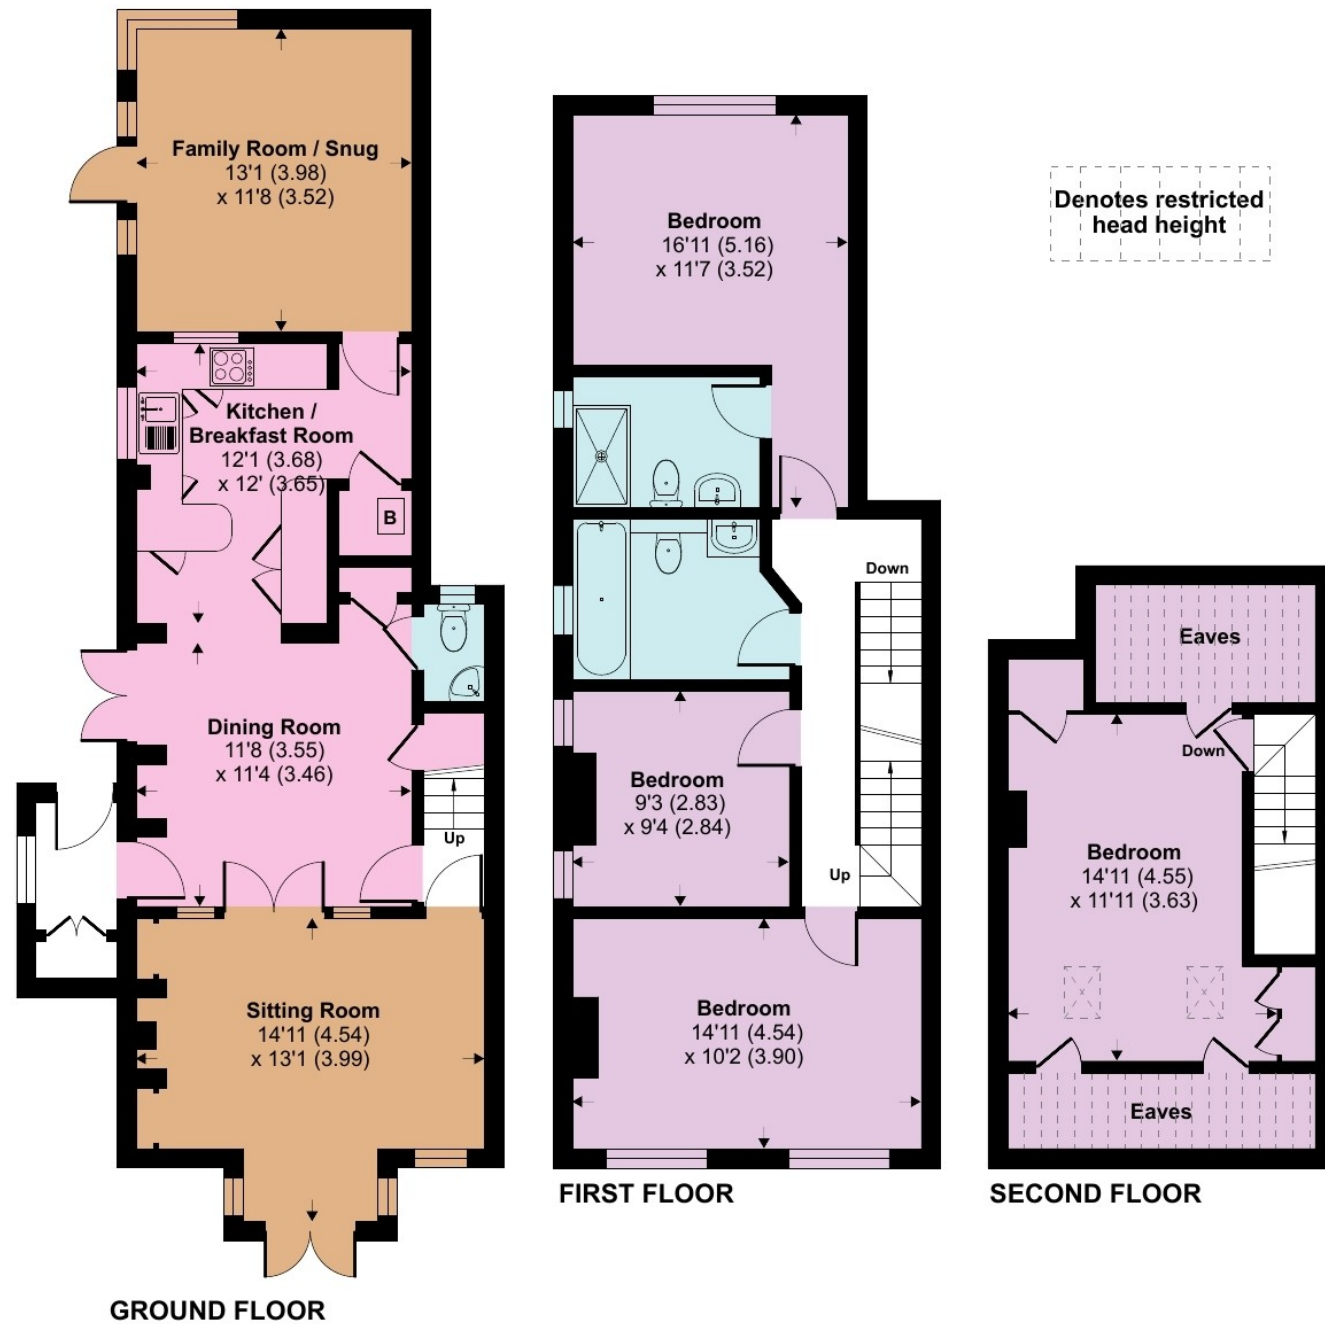 Family Room / Snug
13'1 (3.98)
x 11'8 (3.52)
Kitchen /
Breakfast Room
12'1 (3.68)
x 12' (3.65)
B
Dining Room
11'8 (3.55)
x 11'4 (3.46)
Up
Sitting Room
14'11 (4.54)
x 13'1 (3.99)
GROUND FLOOR
Bedroom
16'11 (5.16)
x 11'7 (3.52)
Down
Bedroom
9'3 (2.83)
x 9'4 (2.84)
Up
Bedroom
14'11 (4.54)
x 10'2 (3.90)
FIRST FLOOR
Denotes restricted
head height
Eaves
Down
Bedroom
14'11 (4.55)
x 11'11 (3.63)
Eaves
SECOND FLOOR